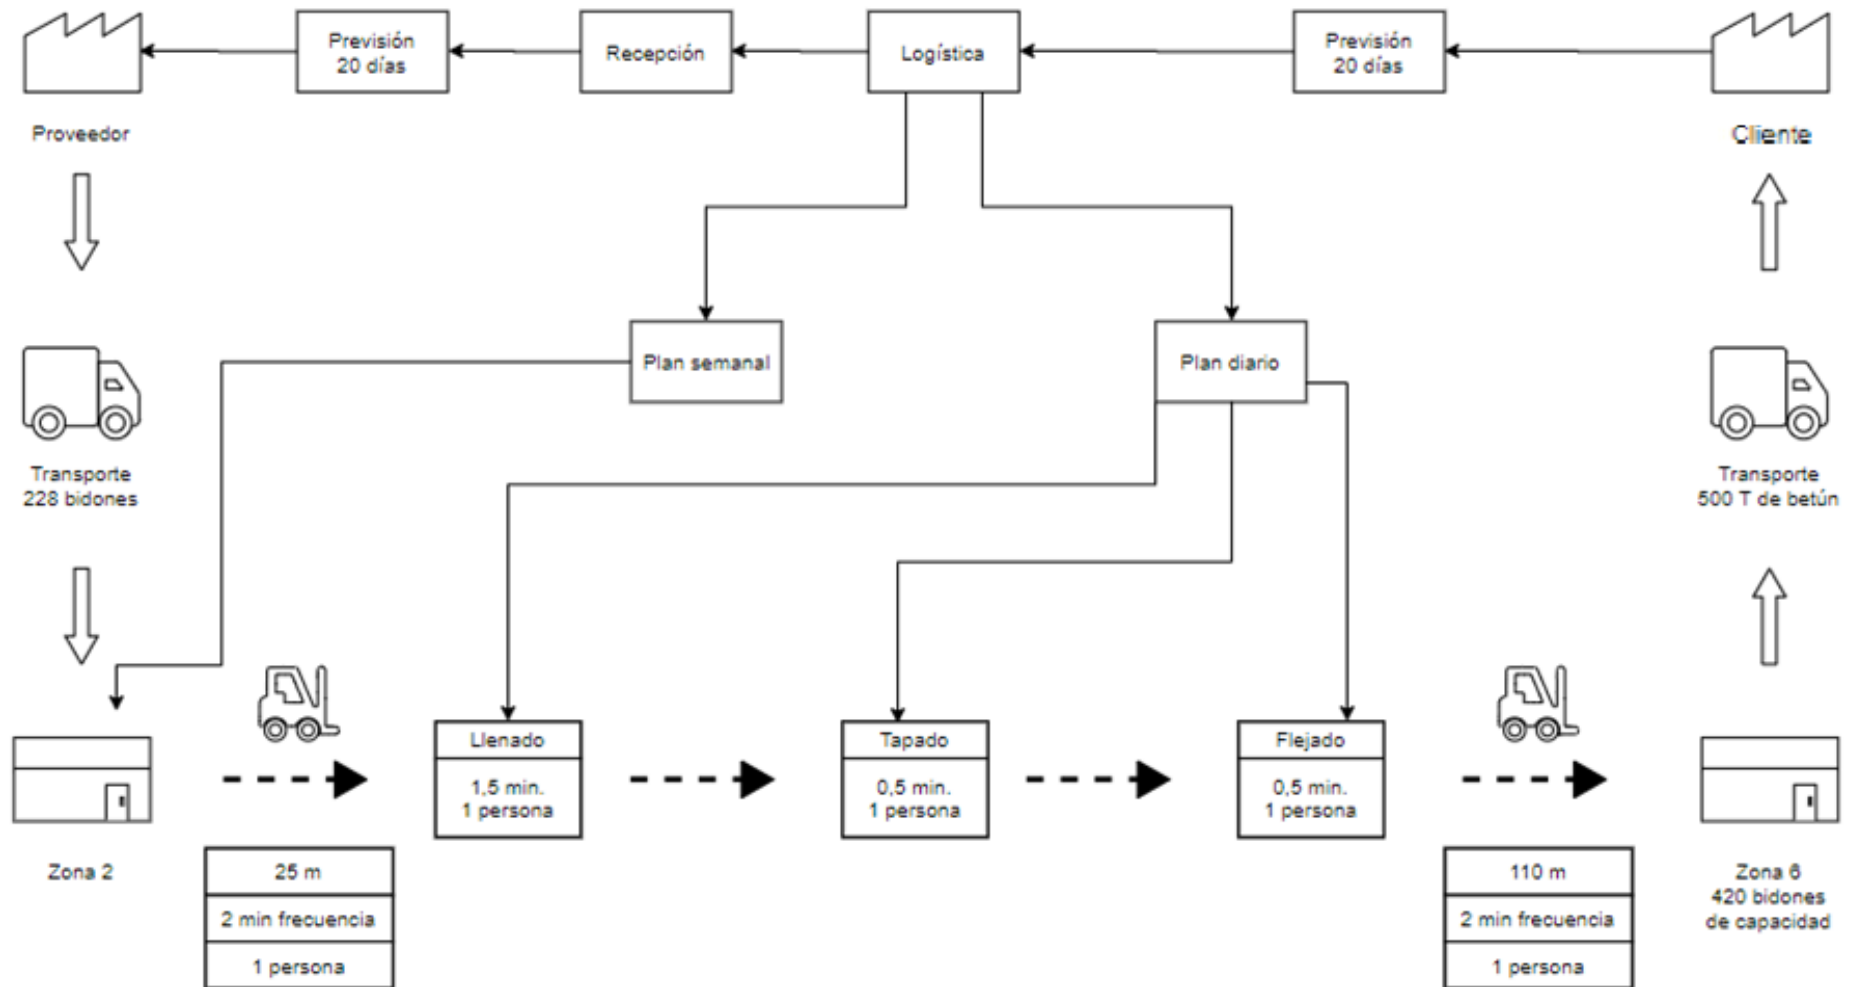 Previsión
20 días
Recepción
Logística
Previsión
20 días
Proveedor
Cliente
Plan semanal
Plan diario
Transporte
228 bidones
Transporte
500 T de betún
Llenado
1,5 min.
1 persona
Tapado
0,5 min.
1 persona
Flejado
0,5 min.
1 persona
Zona 2
25 m
2 min frecuencia
1 persona
110 m
2 min frecuencia
1 persona
Zona 6
420 bidones
de capacidad